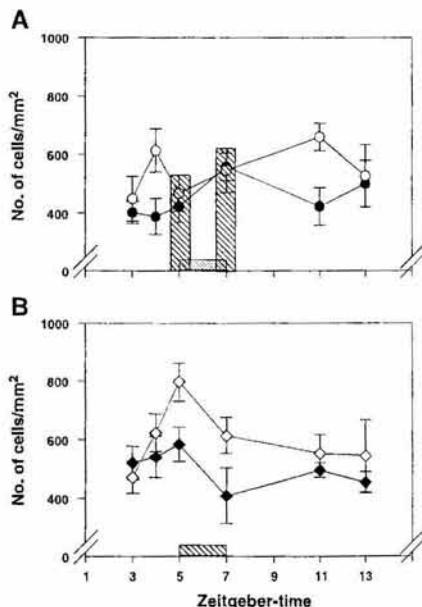 A
1000
800
600
400
0
No. of cells/mm²
B
1000
800
600
400
0
No. of cells/mm²
1 3 5 7 9 11 13
Zeitgeber-time